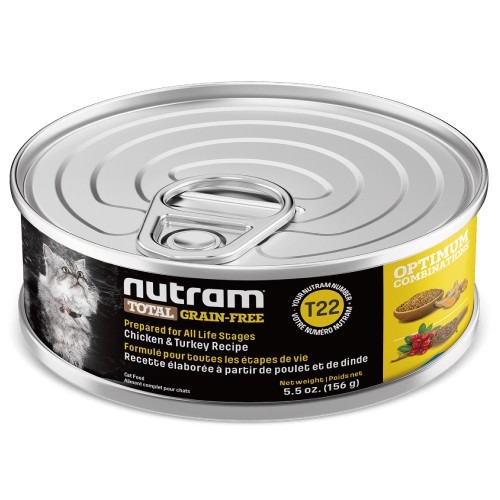 nutram
TOTAL GRAIN-FREE
Prepared for All Life Stages
Chicken & Turkey Recipe
Formulé pour toutes les étapes de vie
Recette élaborée à partir de poulet et de dinde
Cat Food
Aliment complet pour chats
Net weight | Poids net
5.5 oz. (156 g)
YOUR NUTRAM NUMBER
T22
VOTRE NUMÉRO NUTRAM
OPTIMUM
COMBINATIONS